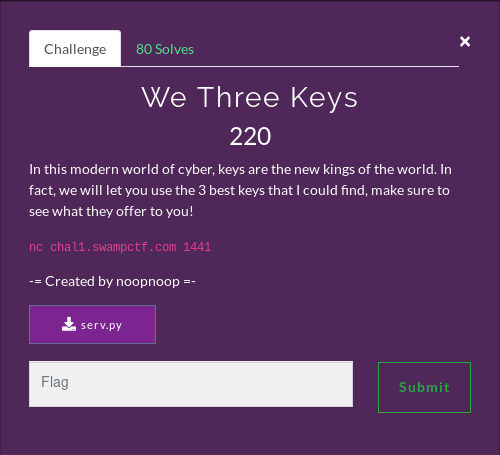 Challenge
80 Solves
×
We Three Keys
220
In this modern world of cyber, keys are the new kings of the world. In
fact, we will let you use the 3 best keys that I could find, make sure to
see what they offer to you!
nc chal1.swampctf.com 1441
-= Created by noopnoop =-
serv.py
Flag
Submit